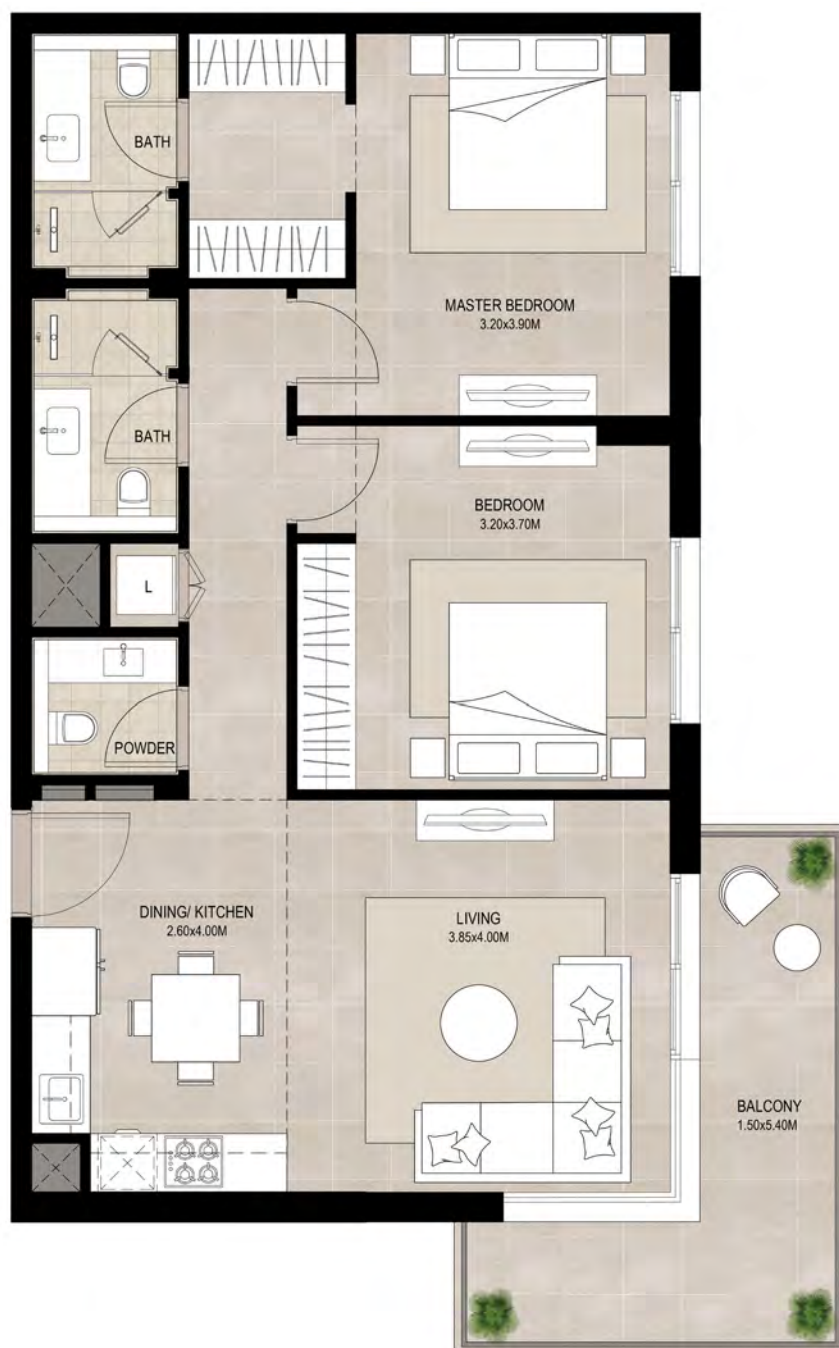 BATH
MASTER BEDROOM
3.20x3.90M
BATH
BEDROOM
3.20x3.70M
L
POWDER
DINING/ KITCHEN
2.60x4.00M
LIVING
3.85x4.00M
BALCONY
1.50x5.40M